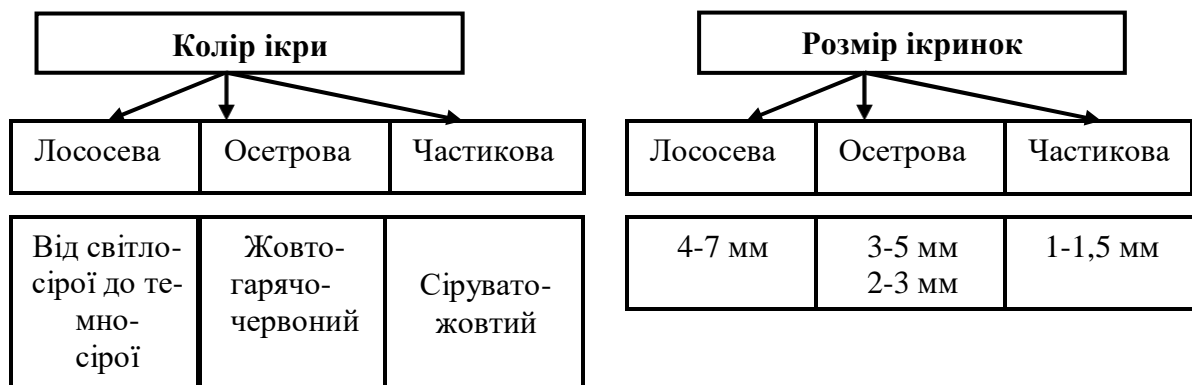 Колір ікри
Лососева
Осетрова
Частикова
Від світло-
сірої до те-
мно-
сірої
Жовто-
гарячо-
червоний
Сірувато-
жовтий
Розмір ікринок
Лососева
Осетрова
Частикова
4-7 мм
3-5 мм
2-3 мм
1-1,5 мм